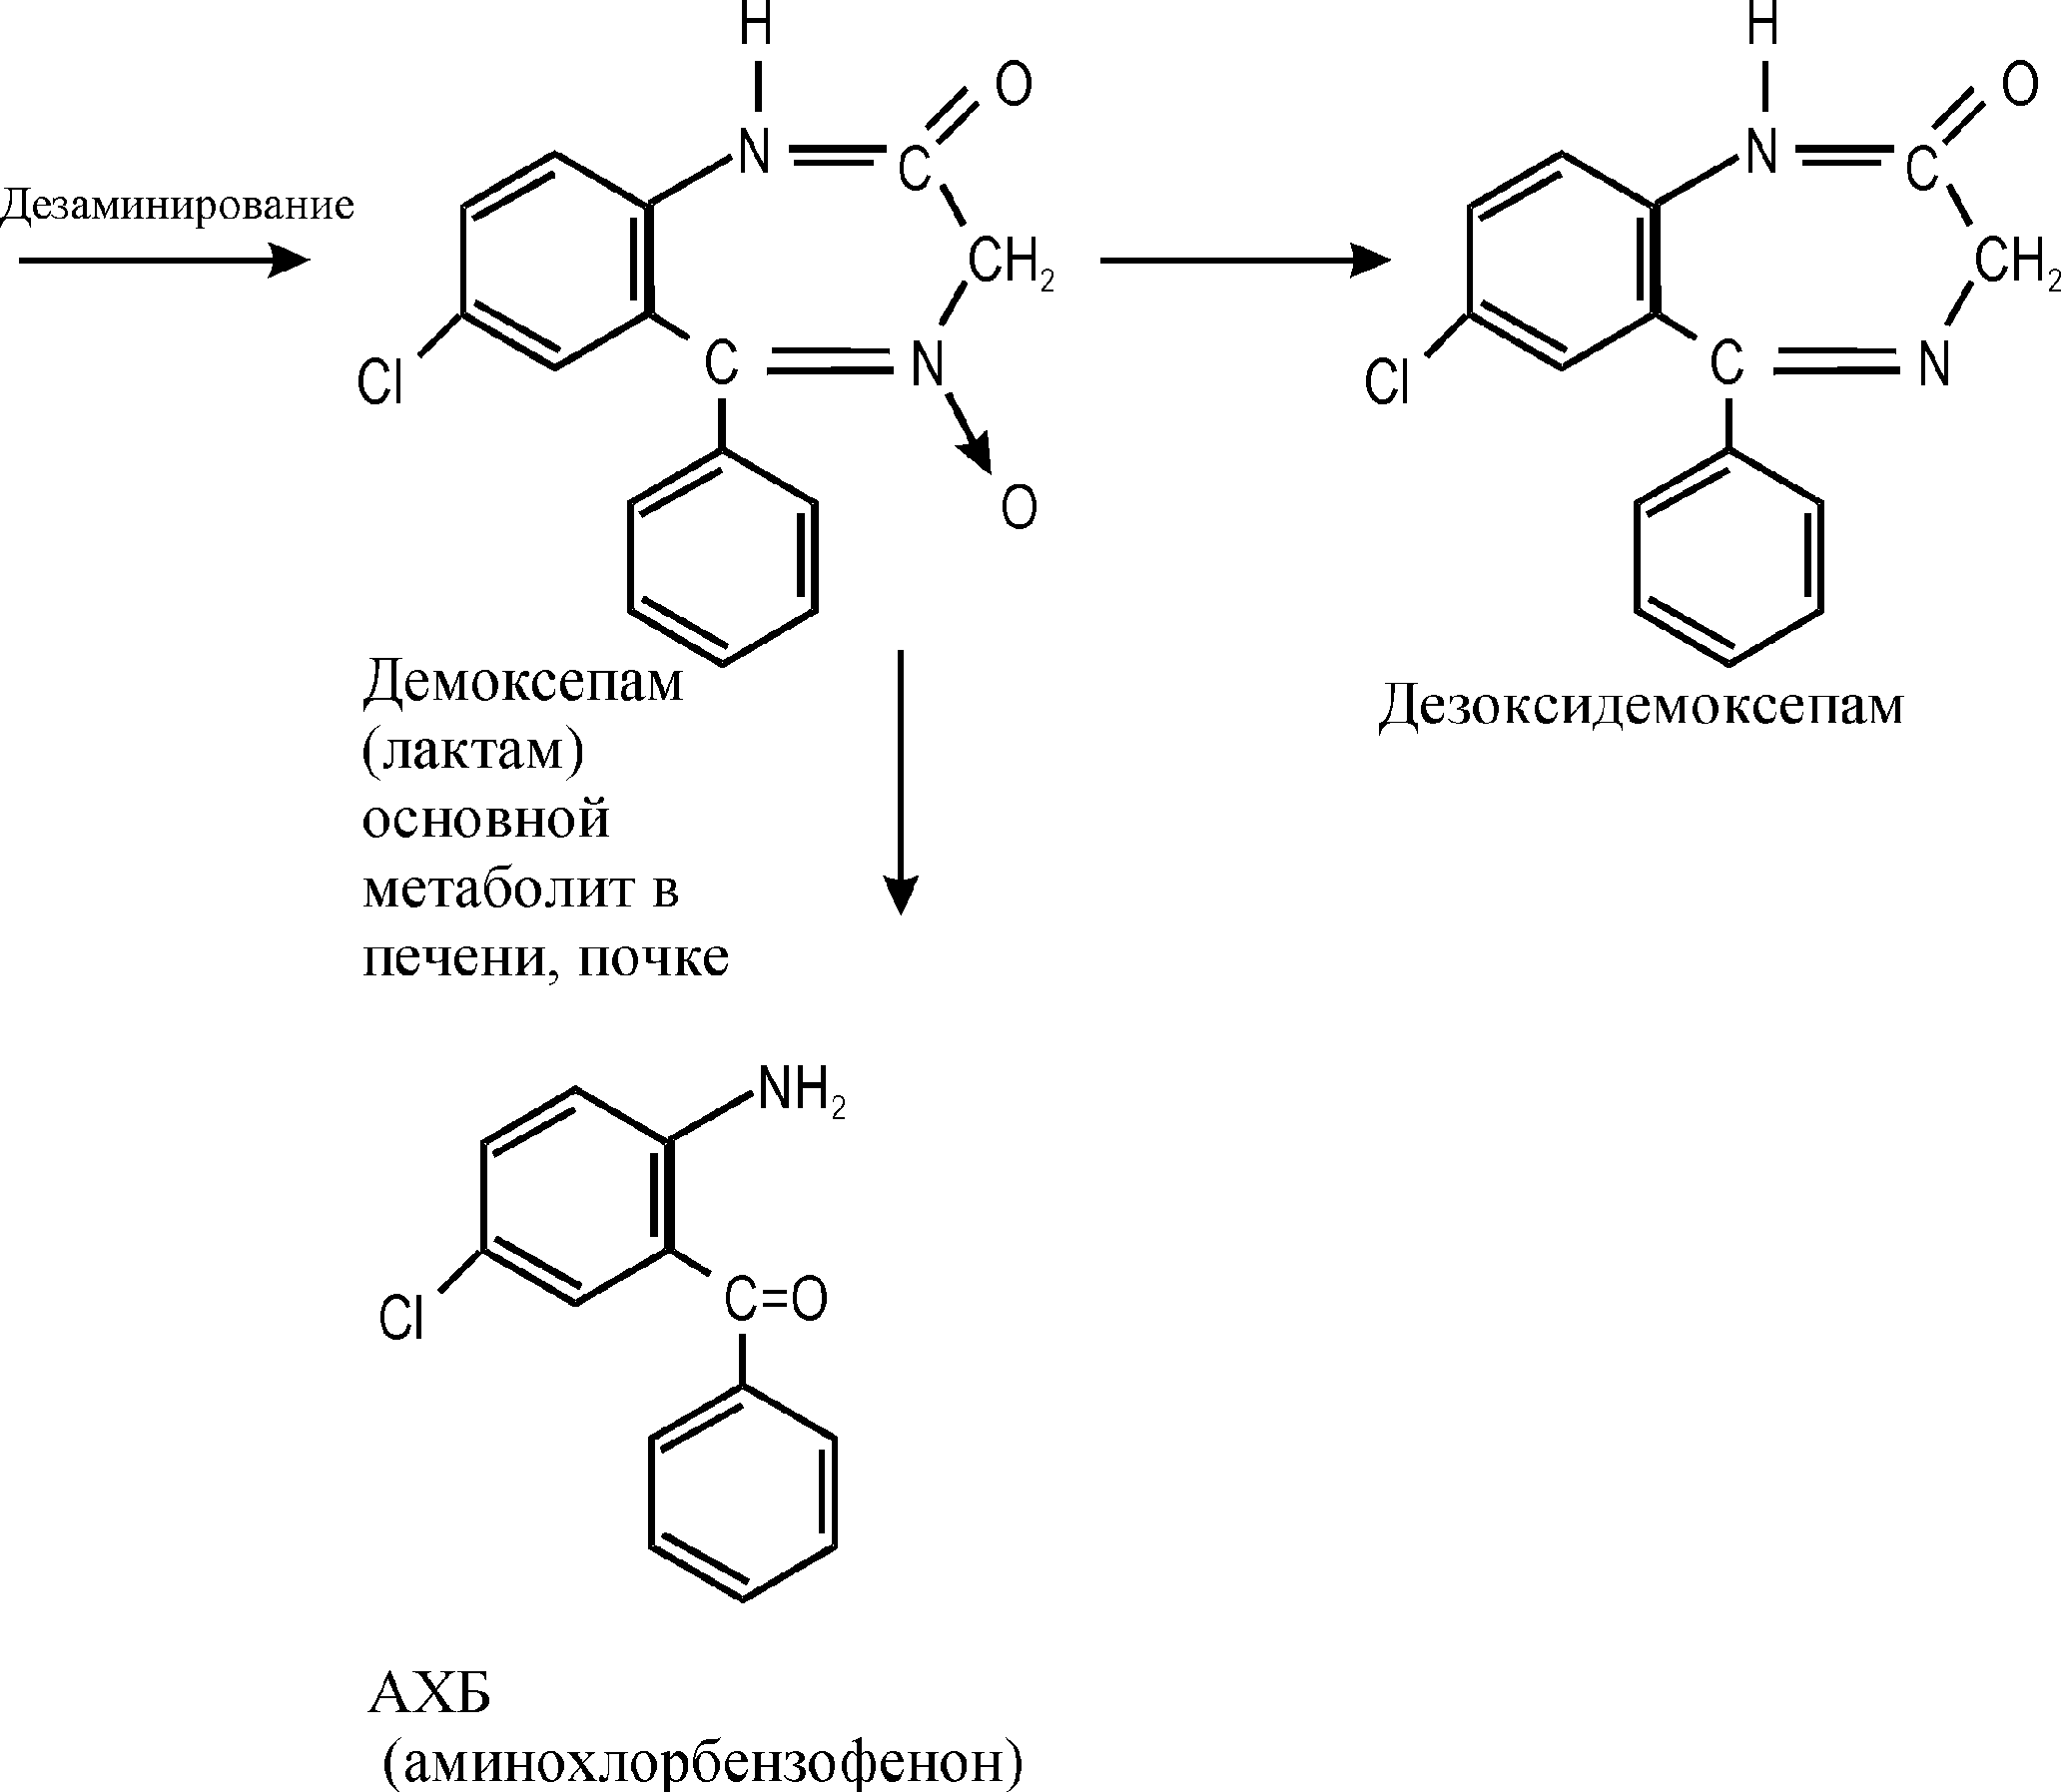 H
O
N
C
CH2
Cl
C
N
O
H
O
N
C
CH2
Cl
C
N
Дезаминирование
Демоксепам
(лактам)
основной
метаболит в
печени, почке
Дезоксидемоксепам
NH2
Cl
C=O
АХБ
(аминохлорбензофенон)